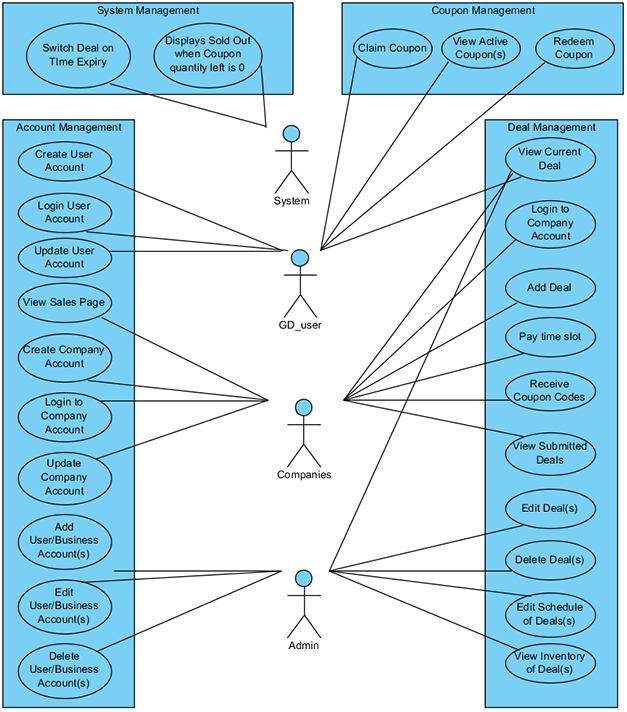 System Management
Switch Deal on
TIme Expiry
Displays Sold Out
when Coupon
quantity left is 0
Coupon Management
Claim Coupon
View Active
Coupon(s)
Redeem
Coupon
Account Management
Create User
Account
Login User
Account
Update User
Account
View Sales Page
Create Company
Account
Login to
Company
Account
Update
Company
Account
Add
User/Business
Account(s)
Edit
User/Business
Account(s)
Delete
User/Business
Account(s)
System
GD_user
Companies
Admin
Deal Management
View Current
Deal
Login to
Company
Account
Add Deal
Pay time slot
Receive
Coupon Codes
View Submitted
Deals
Edit Deal(s)
Delete Deal(s)
Edit Schedule
of Deals(s)
View Inventory
of Deal(s)